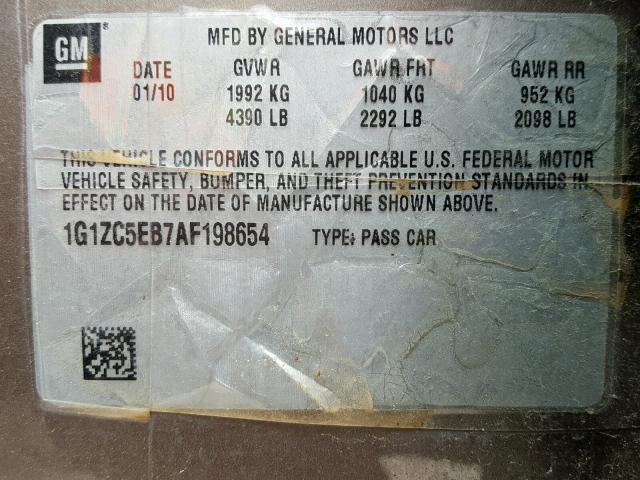 GM ®
MFD BY GENERAL MOTORS LLC
DATE GVWR GAWR FRT GAWR RR
01/10 1992 KG 1040 KG 952 KG
4390 LB 2292 LB 2098 LB
THIS VEHICLE CONFORMS TO ALL APPLICABLE U.S. FEDERAL MOTOR
VEHICLE SAFETY, BUMPER, AND THEFT PREVENTION STANDARDS IN
EFFECT ON THE DATE OF MANUFACTURE SHOWN ABOVE.
1G1ZC5EB7AF198654 TYPE: PASS CAR